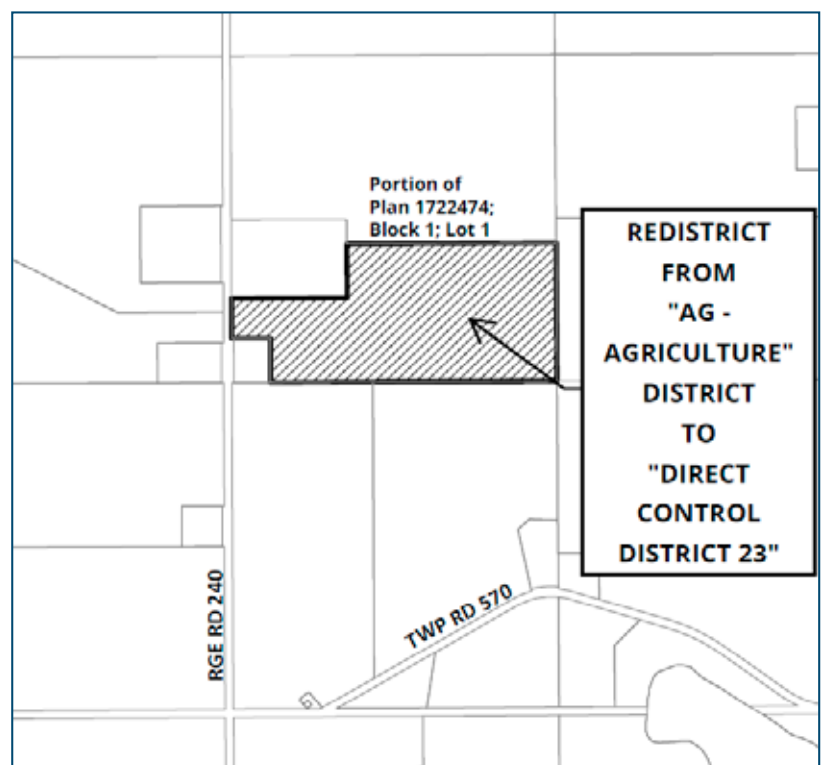 Portion of
Plan 1722474;
Block 1; Lot 1
REDISTRICT
FROM
"AG -
AGRICULTURE"
DISTRICT
TO
"DIRECT
CONTROL
DISTRICT 23"
RGE RD 240
TWP RD 570